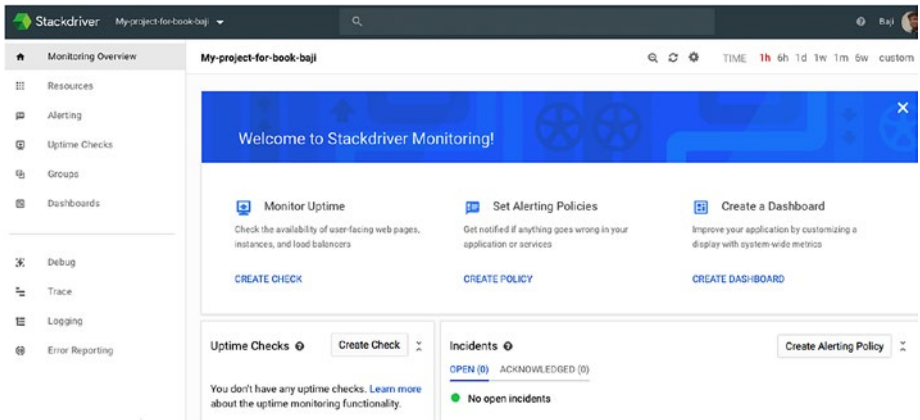 Stackdriver My-project-for-book-baji
Baji
Monitoring Overview
Resources
Alerting
Uptime Checks
Groups
Dashboards
Debug
Trace
Logging
Error Reporting
My-project-for-book-baji
TIME 1h 6h 1d 1w 1m 6w custom
Welcome to Stackdriver Monitoring!
Monitor Uptime
Check the availability of user-facing web pages,
instances, and load balancers
CREATE CHECK
Set Alerting Policies
Get notified if anything goes wrong in your
application or services
CREATE POLICY
Create a Dashboard
Improve your application by customizing a
display with system-wide metrics
CREATE DASHBOARD
Uptime Checks
Create Check
You don't have any uptime checks. Learn more
about the uptime monitoring functionality.
Incidents
Create Alerting Policy
OPEN (0) ACKNOWLEDGED (0)
No open incidents